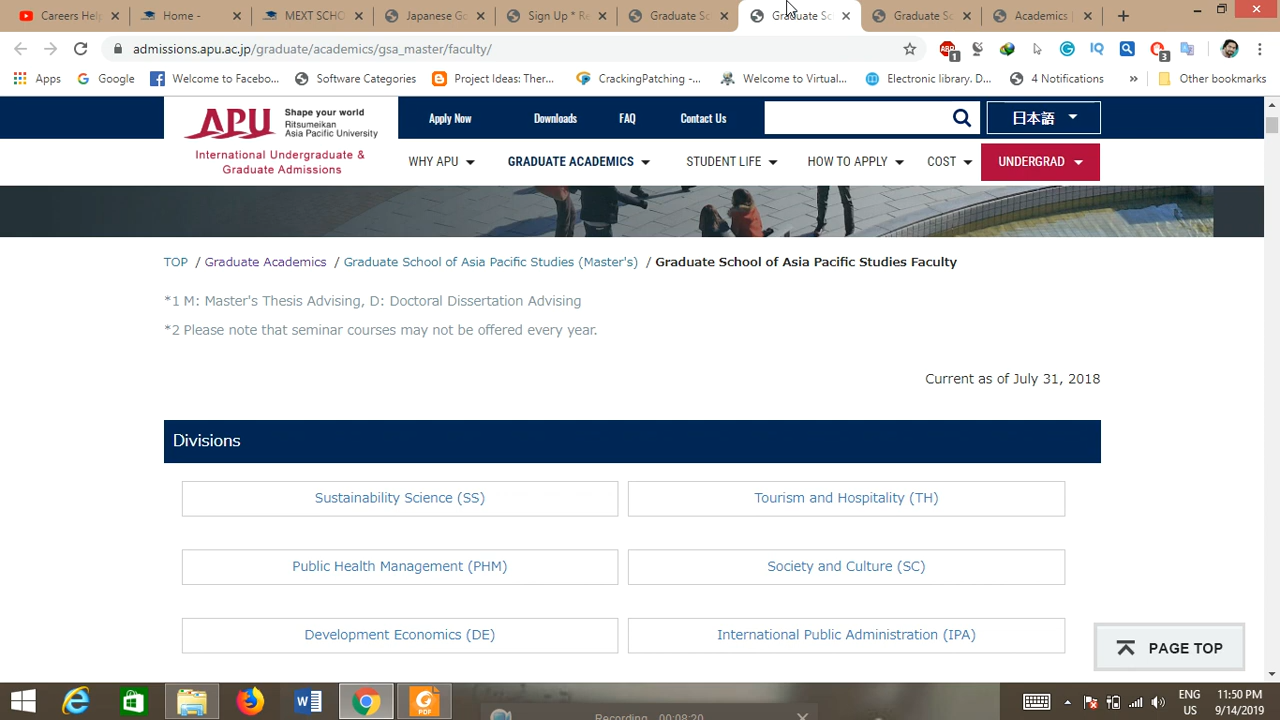 Careers Help
Home -
MEXT SCHO
Japanese Go
Sign Up * Re
Graduate Sc
Graduate Sc
Graduate Sc
Academics |
admissions.apu.ac.jp/graduate/academics/gsa_master/faculty/
Apps
Google
Welcome to Facebo...
Software Categories
Project Ideas: Ther...
CrackingPatching -...
Welcome to Virtual...
Electronic library. D...
4 Notifications
»
Other bookmarks
APU
Shape your world
Ritsumeikan
Asia Pacific University
International Undergraduate &
Graduate Admissions
Apply Now
Downloads
FAQ
Contact Us
日本語
WHY APU
GRADUATE ACADEMICS
STUDENT LIFE
HOW TO APPLY
COST
UNDERGRAD
TOP / Graduate Academics / Graduate School of Asia Pacific Studies (Master's) / Graduate School of Asia Pacific Studies Faculty
*1 M: Master's Thesis Advising, D: Doctoral Dissertation Advising
*2 Please note that seminar courses may not be offered every year.
Current as of July 31, 2018
Divisions
Sustainability Science (SS)
Tourism and Hospitality (TH)
Public Health Management (PHM)
Society and Culture (SC)
Development Economics (DE)
International Public Administration (IPA)
PAGE TOP
ENG
US
11:50 PM
9/14/2019
Recording 00:08:20